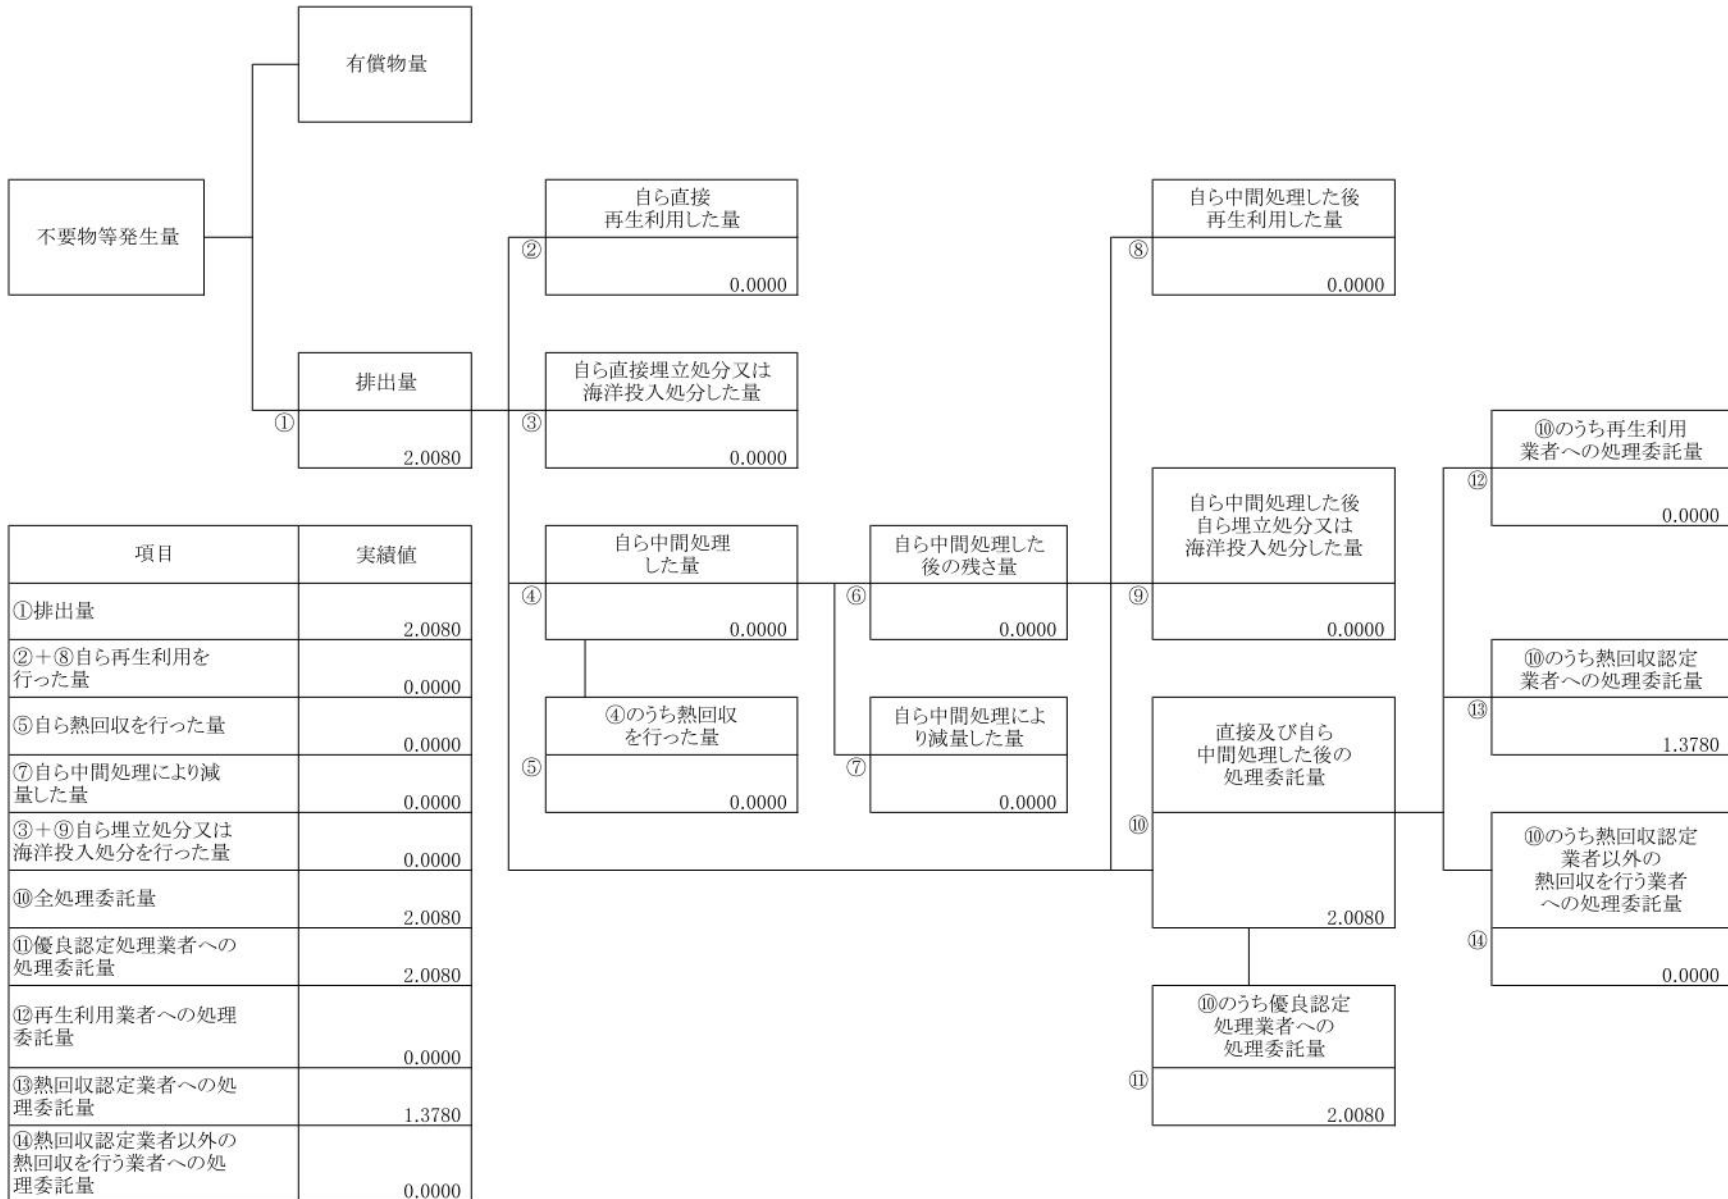 有償物量
不要物等発生量
自ら直接
再生利用した量
②
0.0000
自ら中間処理した後
再生利用した量
⑧
0.0000
排出量
①
2.0080
自ら直接埋立処分又は
海洋投入処分した量
③
0.0000
⑩のうち再生利用
業者への処理委託量
⑫
0.0000
自ら中間処理
した量
④
0.0000
自ら中間処理した
後の残さ量
⑥
0.0000
自ら中間処理した後
自ら埋立処分又は
海洋投入処分した量
⑨
0.0000
④のうち熱回収
を行った量
⑤
0.0000
自ら中間処理によ
り減量した量
⑦
0.0000
直接及び自ら
中間処理した後の
処理委託量
⑩
2.0080
⑩のうち熱回収認定
業者への処理委託量
⑬
1.3780
⑩のうち熱回収認定
業者以外の
熱回収を行う業者
への処理委託量
⑭
0.0000
⑩のうち優良認定
処理業者への
処理委託量
⑪
2.0080
項目
実績値
①排出量
2.0080
②+⑧自ら再生利用を
行った量
0.0000
⑤自ら熱回収を行った量
0.0000
⑦自ら中間処理により減
量した量
0.0000
③+⑨自ら埋立処分又は
海洋投入処分を行った量
0.0000
⑩全処理委託量
2.0080
⑪優良認定処理業者への
処理委託量
2.0080
⑫再生利用業者への処理
委託量
0.0000
⑬熱回収認定業者への処
理委託量
1.3780
⑭熱回収認定業者以外の
熱回収を行う業者への処
理委託量
0.0000